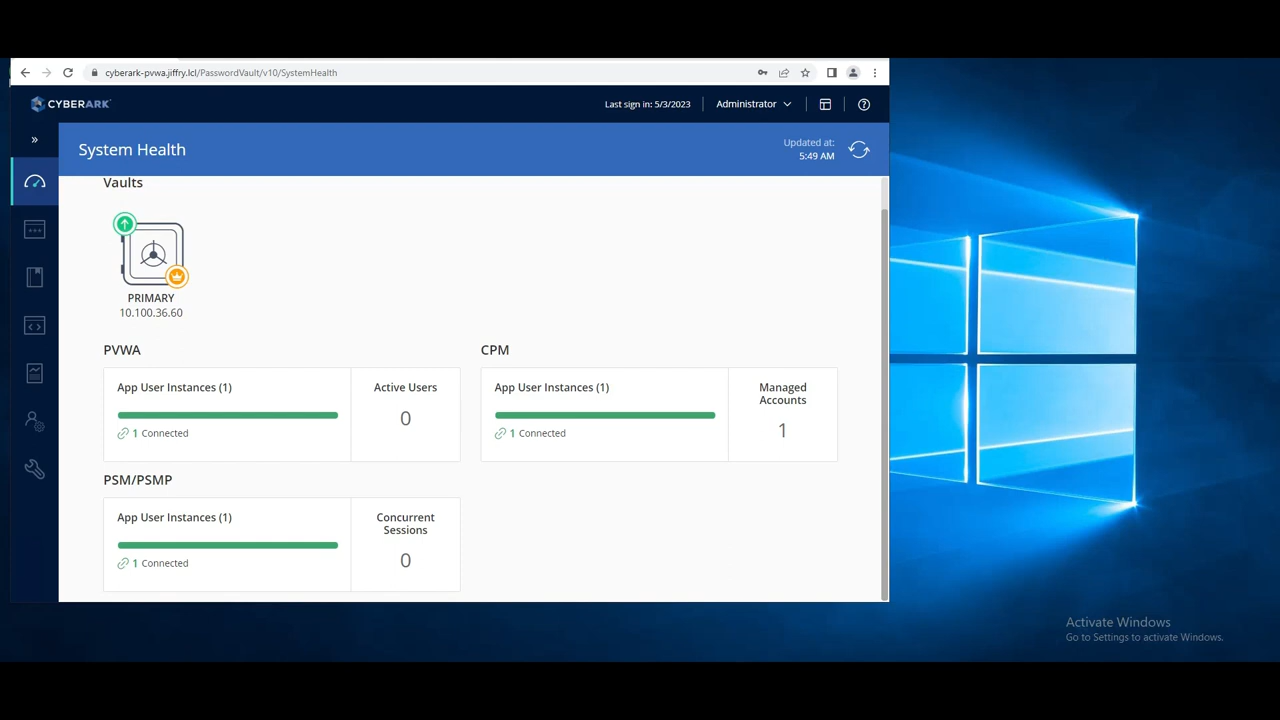 cyberark-pvwa.jiffry.lcl/PasswordVault/v10/SystemHealth
CYBERARK
Last sign in: 5/3/2023
Administrator
System Health
Updated at:
5:49 AM
Vaults
PRIMARY
10.100.36.60
PVWA
App User Instances (1)
1 Connected
Active Users
0
CPM
App User Instances (1)
1 Connected
Managed
Accounts
1
PSM/PSMP
App User Instances (1)
1 Connected
Concurrent
Sessions
0
Activate Windows
Go to Settings to activate Windows.